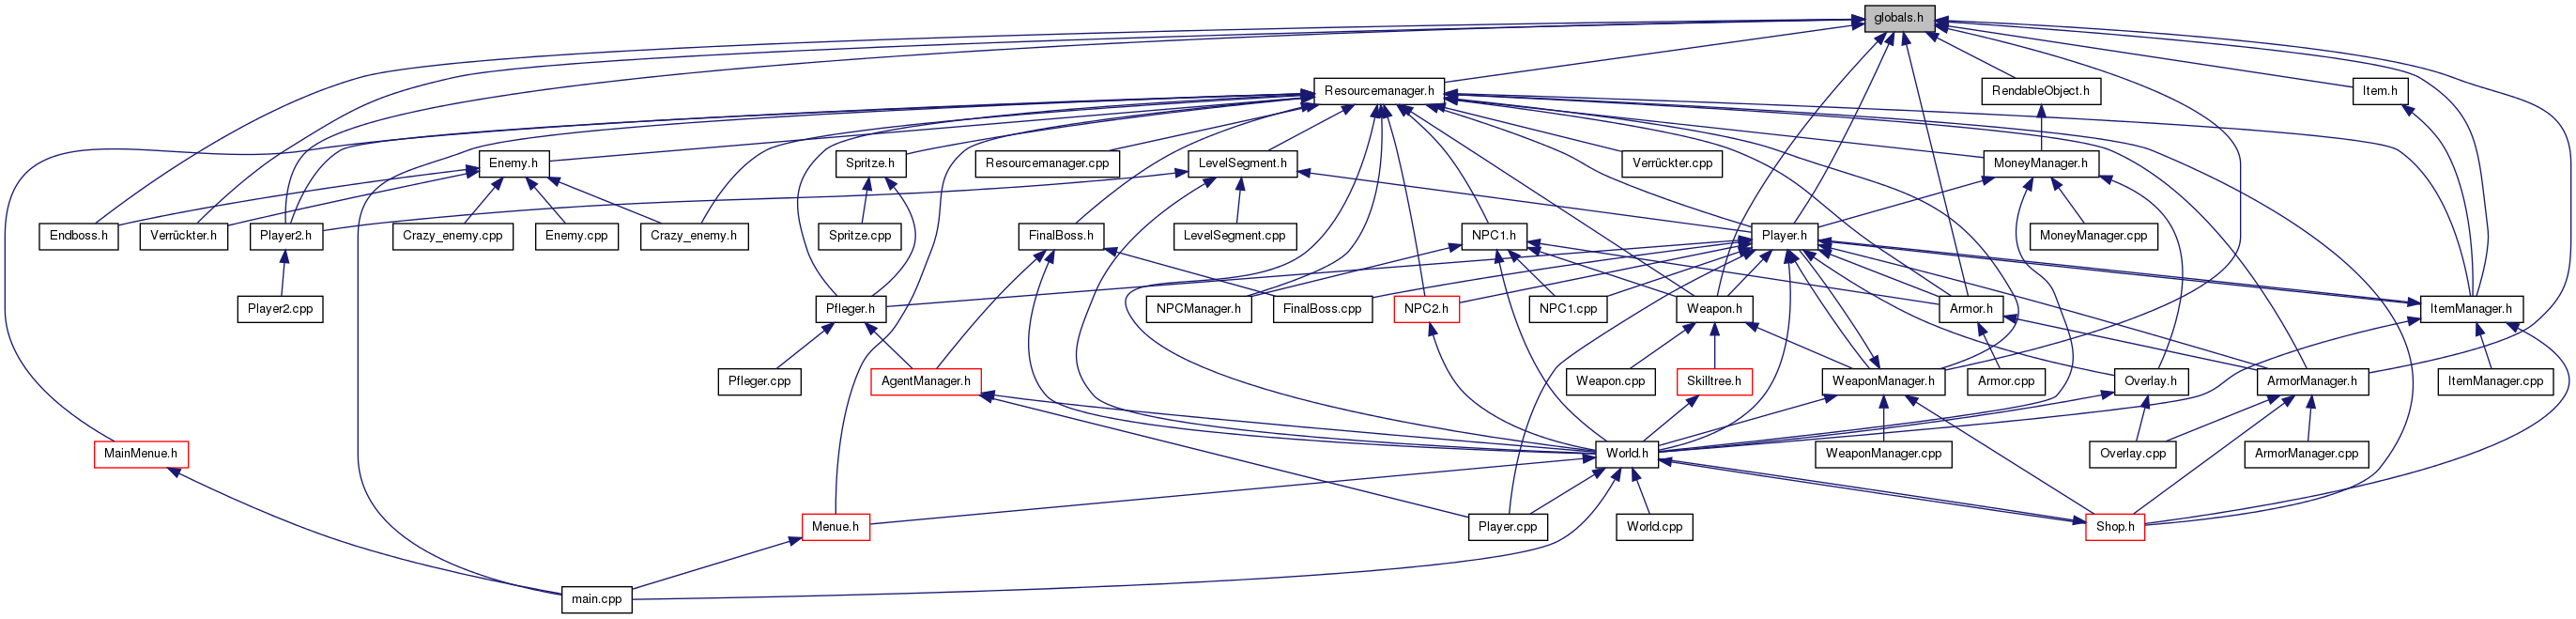 globals.h
Resourcemanager.h
RendableObject.h
Item.h
Enemy.h
Spritze.h
Resourcemanager.cpp
LevelSegment.h
Verrückter.cpp
MoneyManager.h
Endboss.h
Verrückter.h
Player2.h
Crazy_enemy.cpp
Enemy.cpp
Crazy_enemy.h
Spritze.cpp
FinalBoss.h
LevelSegment.cpp
NPC1.h
Player.h
MoneyManager.cpp
Player2.cpp
Pfleger.h
NPCManager.h
FinalBoss.cpp
NPC2.h
NPC1.cpp
Weapon.h
Armor.h
ItemManager.h
Pfleger.cpp
AgentManager.h
Weapon.cpp
Skilltree.h
WeaponManager.h
Armor.cpp
Overlay.h
ArmorManager.h
ItemManager.cpp
MainMenue.h
World.h
WeaponManager.cpp
Overlay.cpp
ArmorManager.cpp
Menue.h
Player.cpp
World.cpp
Shop.h
main.cpp